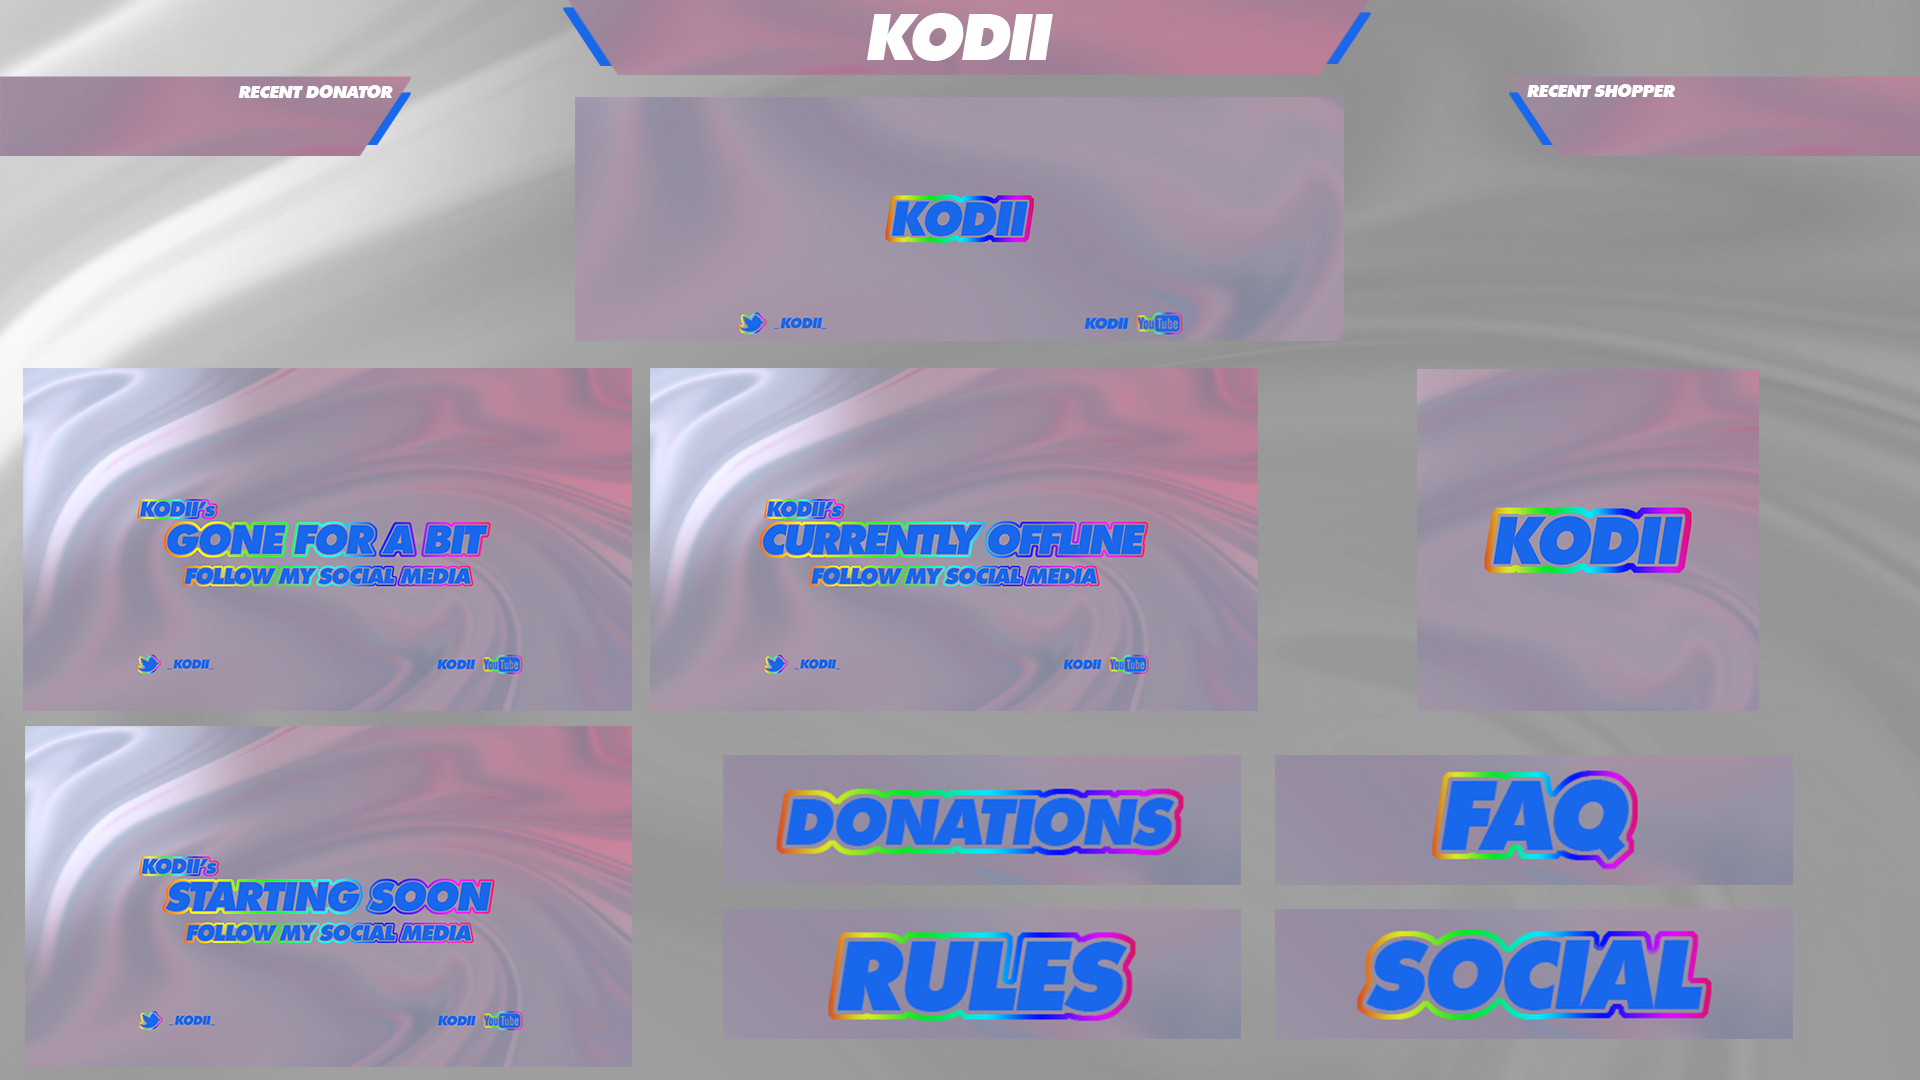 KODII
RECENT DONATOR
RECENT SHOPPER
KODII
_KODII_
KODII YouTube
KODII's
GONE FOR A BIT
FOLLOW MY SOCIAL MEDIA
_KODII_
KODII YouTube
KODII's
CURRENTLY OFFLINE
FOLLOW MY SOCIAL MEDIA
_KODII_
KODII YouTube
KODII
KODII's
STARTING SOON
FOLLOW MY SOCIAL MEDIA
_KODII_
KODII YouTube
DONATIONS
FAQ
RULES
SOCIAL